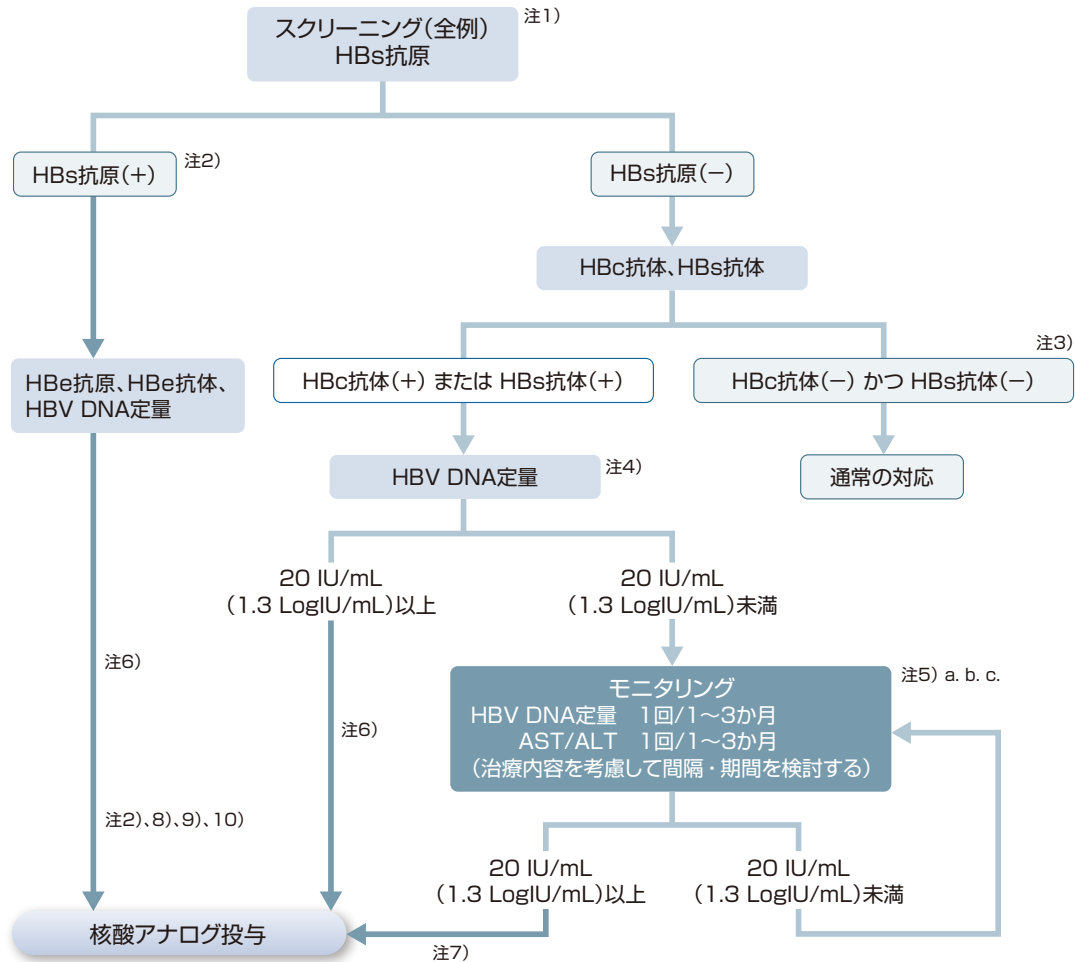 スクリーニング(全例)
HBs抗原
注1)
HBs抗原(+)
注2)
HBs抗原(−)
HBc抗体、HBs抗体
注3)
HBe抗原、HBe抗体、
HBV DNA定量
HBc抗体(+) または HBs抗体(+)
HBc抗体(−) かつ HBs抗体(−)
HBV DNA定量
注4)
通常の対応
20 IU/mL
(1.3 LogIU/mL)以上
20 IU/mL
(1.3 LogIU/mL)未満
注6)
注6)
モニタリング
HBV DNA定量 1回/1〜3か月
AST/ALT 1回/1〜3か月
(治療内容を考慮して間隔・期間を検討する)
注5) a. b. c.
注2)、8)、9)、10)
20 IU/mL
(1.3 LogIU/mL)以上
20 IU/mL
(1.3 LogIU/mL)未満
核酸アナログ投与
注7)